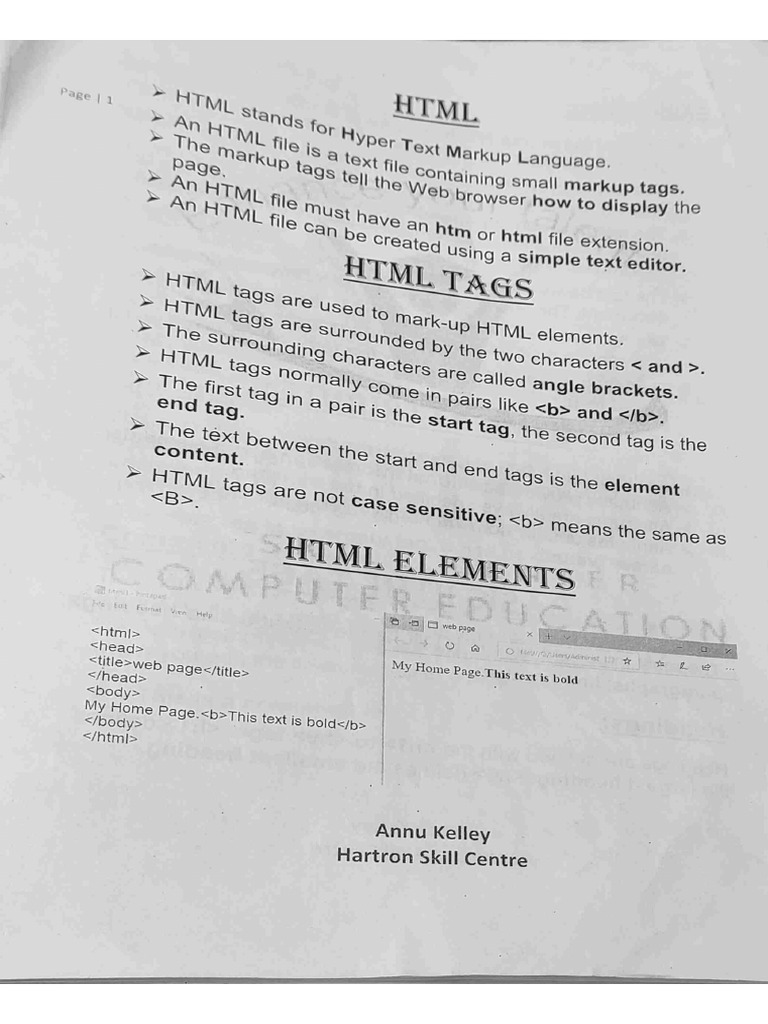 Page | 1
HTML
➢ HTML stands for Hyper Text Markup Language.
➢ An HTML file is a text file containing small markup tags.
➢ The markup tags tell the Web browser how to display the
page.
➢ An HTML file must have an htm or html file extension.
➢ An HTML file can be created using a simple text editor.
HTML TAGS
➢ HTML tags are used to mark-up HTML elements.
➢ HTML tags are surrounded by the two characters < and >.
➢ The surrounding characters are called angle brackets.
➢ HTML tags normally come in pairs like <b> and </b>.
➢ The first tag in a pair is the start tag, the second tag is the
end tag.
➢ The text between the start and end tags is the element
content.
➢ HTML tags are not case sensitive; <b> means the same as
<B>.
HTML ELEMENTS
COMPUTER EDUCATION
Edit Format View Help
<html>
<head>
<title>web page</title>
</head>
<body>
My Home Page.<b>This text is bold</b>
</body>
</html>
web page
My Home Page.This text is bold
Annu Kelley
Hartron Skill Centre